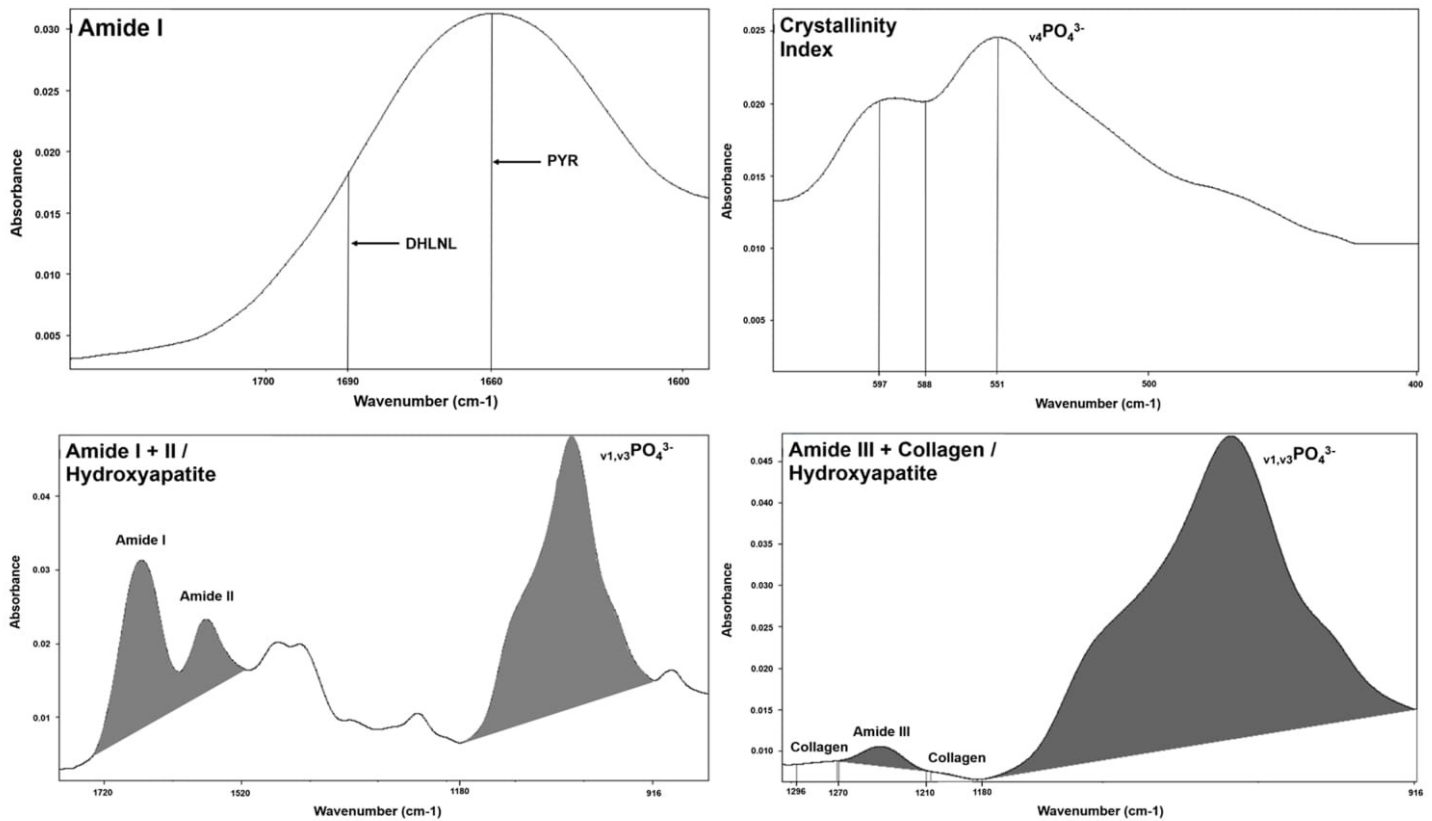 Amide I
0.030
0.025
0.020
0.015
0.010
0.005
Absorbance
PYR
DHLNL
1700
1690
1660
1600
Wavenumber (cm-1)
Crystallinity
Index
v4PO43-
0.025
0.020
0.015
0.010
0.005
Absorbance
597
588
551
500
400
Wavenumber (cm-1)
Amide I + II /
Hydroxyapatite
v1,v3PO43-
0.04
0.03
0.02
0.01
Absorbance
Amide I
Amide II
1720
1520
1180
916
Wavenumber (cm-1)
Amide III + Collagen /
Hydroxyapatite
v1,v3PO43-
0.045
0.040
0.035
0.030
0.025
0.020
0.015
0.010
Absorbance
Amide III
Collagen
Collagen
1296
1270
1210
1180
916
Wavenumber (cm-1)